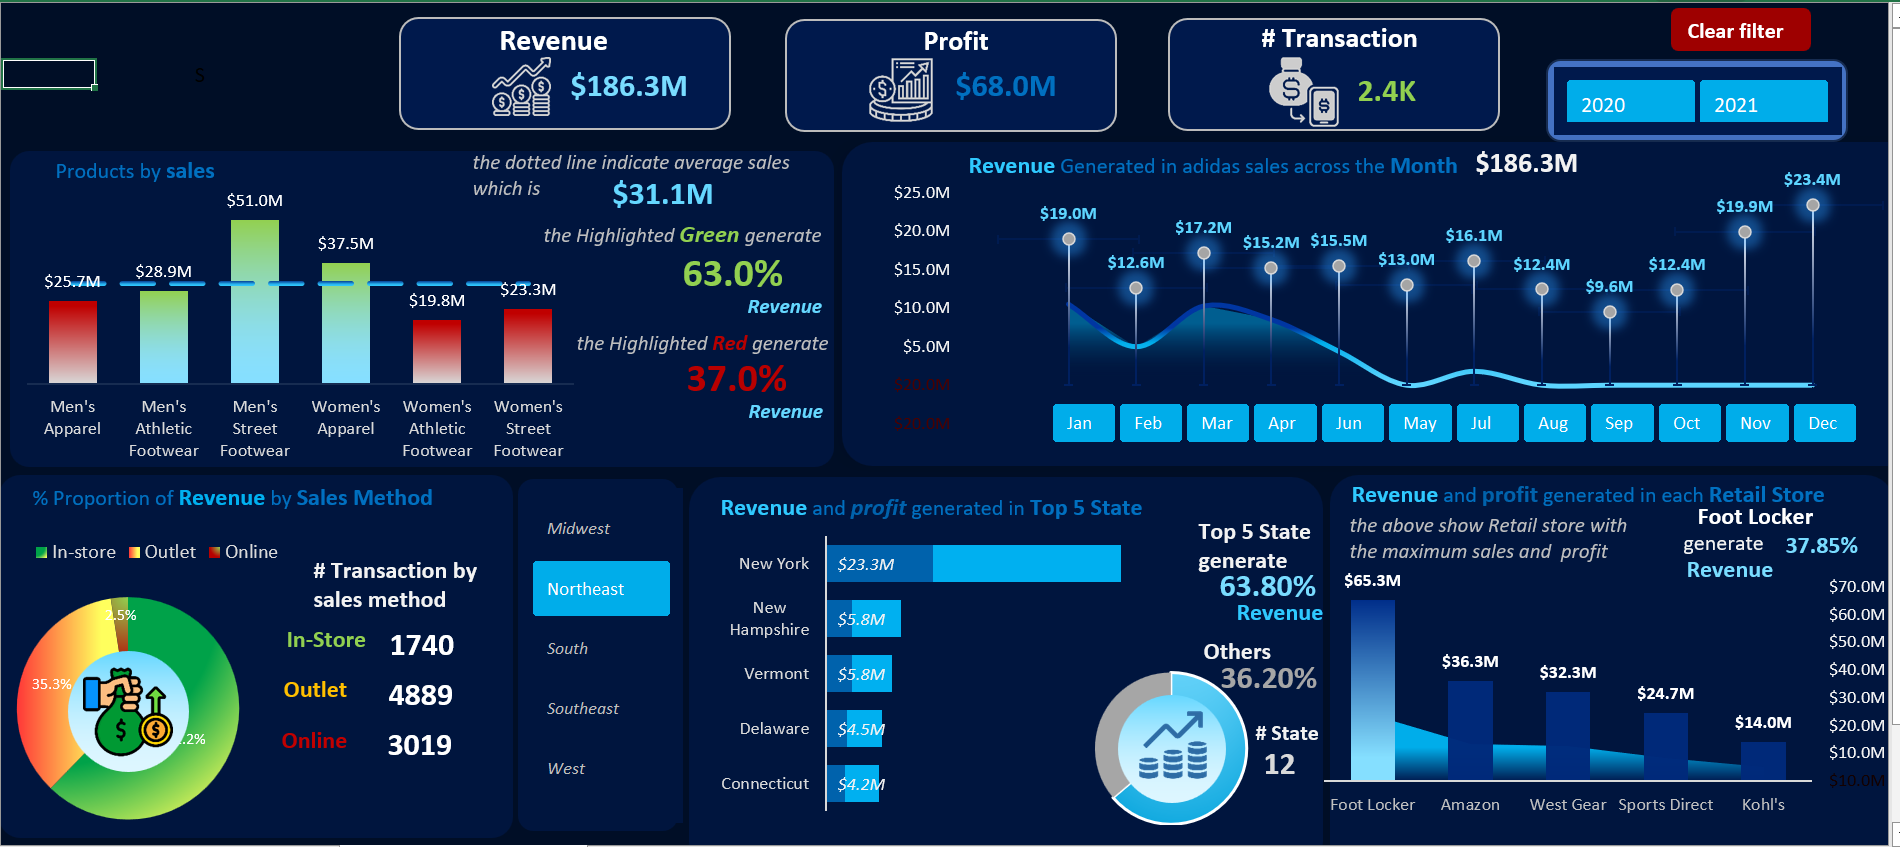 Revenue
$186.3M
Profit
$68.0M
# Transaction
2.4K
Clear filter
2020
2021
$
Products by sales
the dotted line indicate average sales
which is
$31.1M
the Highlighted Green generate
63.0%
Revenue
the Highlighted Red generate
37.0%
Revenue
$25.7M
$28.9M
$51.0M
$37.5M
$19.8M
$23.3M
Men's
Apparel
Men's
Athletic
Footwear
Men's
Street
Footwear
Women's
Apparel
Women's
Athletic
Footwear
Women's
Street
Footwear
Revenue Generated in adidas sales across the Month $186.3M
$25.0M
$20.0M
$15.0M
$10.0M
$5.0M
$20.0M
$19.0M
$12.6M
$17.2M
$15.2M
$15.5M
$13.0M
$16.1M
$12.4M
$9.6M
$12.4M
$19.9M
$23.4M
Jan
Feb
Mar
Apr
Jun
May
Jul
Aug
Sep
Oct
Nov
Dec
% Proportion of Revenue by Sales Method
In-store
Outlet
Online
# Transaction by
sales method
In-Store 1740
Outlet 4889
Online 3019
2.5%
35.3%
.2%
Midwest
Northeast
South
Southeast
West
Revenue and profit generated in Top 5 State
New York
$23.3M
New
Hampshire
$5.8M
Vermont
$5.8M
Delaware
$4.5M
Connecticut
$4.2M
Top 5 State
generate
63.80%
Revenue
Others
36.20%
# State
12
Revenue and profit generated in each Retail Store
the above show Retail store with
the maximum sales and profit
Foot Locker
generate 37.85%
Revenue
$65.3M
$36.3M
$32.3M
$24.7M
$14.0M
$70.0M
$60.0M
$50.0M
$40.0M
$30.0M
$20.0M
$10.0M
$10.0M
Foot Locker
Amazon
West Gear
Sports Direct
Kohl's